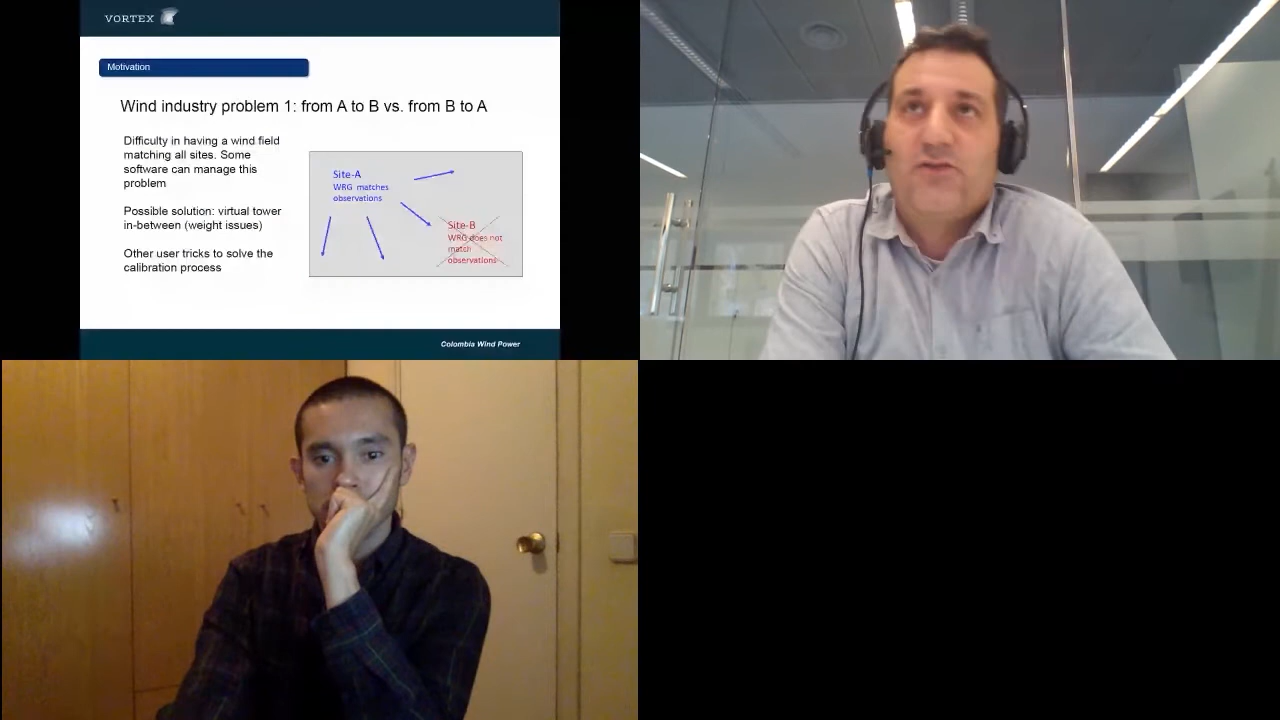 VORTEX
Motivation
Wind industry problem 1: from A to B vs. from B to A
Difficulty in having a wind field
matching all sites. Some
software can manage this
problem
Possible solution: virtual tower
in-between (weight issues)
Other user tricks to solve the
calibration process
Site-A
WRG matches
observations
Site-B
WRG does not
match
observations
Colombia Wind Power